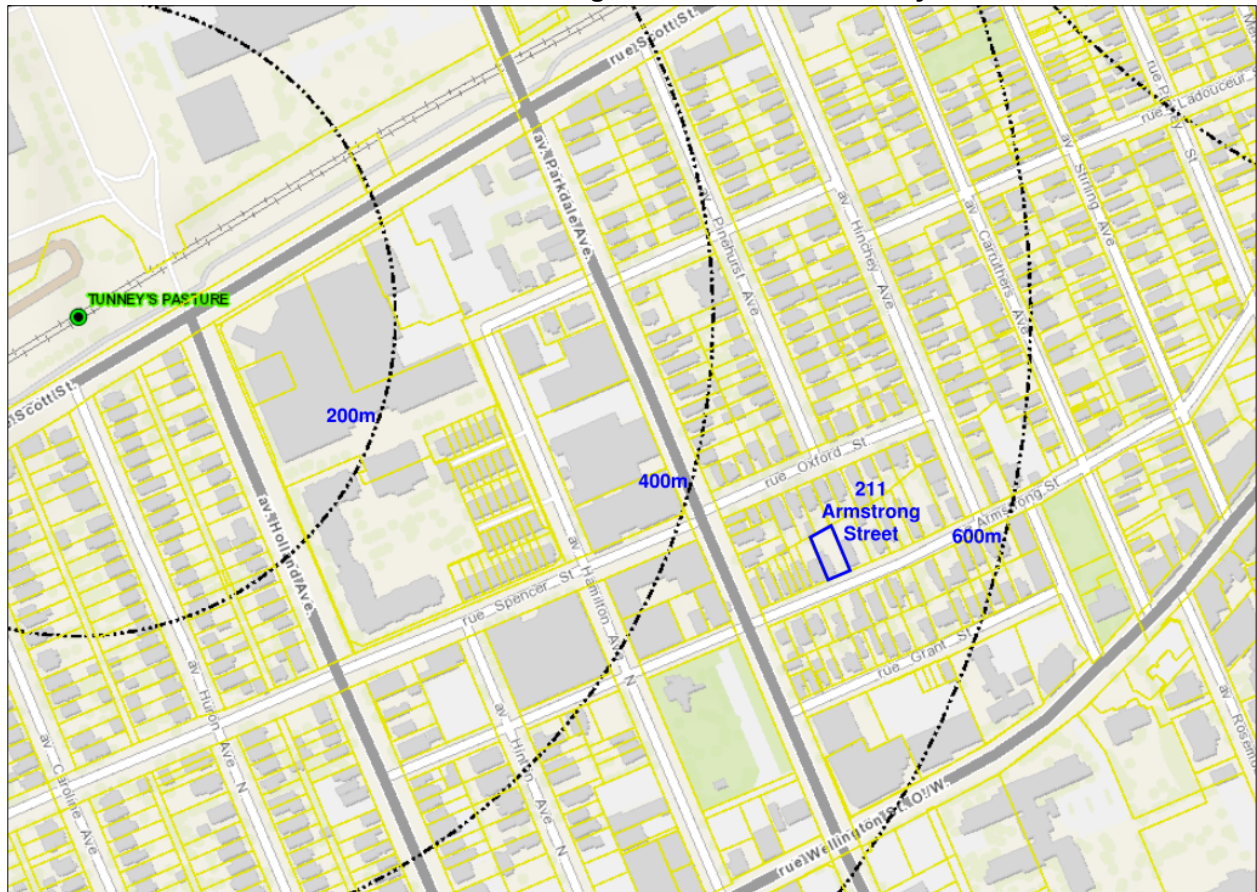 rue Scott St.
rue Scott St.
av. Parkdale Ave.
av Pinehurst Ave
av Hinchey Ave
av Carruthers Ave
av Stirling Ave
rue Ladouceur
TUNNEY'S PASTURE
200m
400m
600m
211
Armstrong
Street
rue Oxford St
Armstrong St
av. Holland Ave.
rue Spencer St
av Hamilton Ave N
rue Grant St
av Huron Ave N
av Caroline Ave
av Hinton Ave N
rue Wellington St. O./W.
av Rosemo